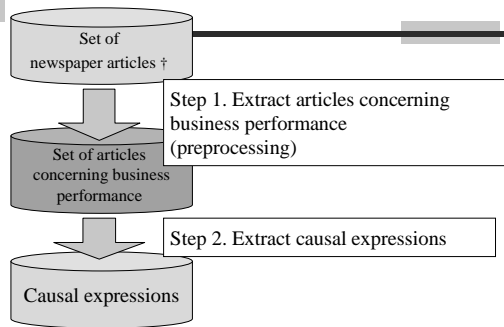 Set of
newspaper articles †
Step 1. Extract articles concerning
business performance
(preprocessing)
Set of articles
concerning business
performance
Step 2. Extract causal expressions
Causal expressions